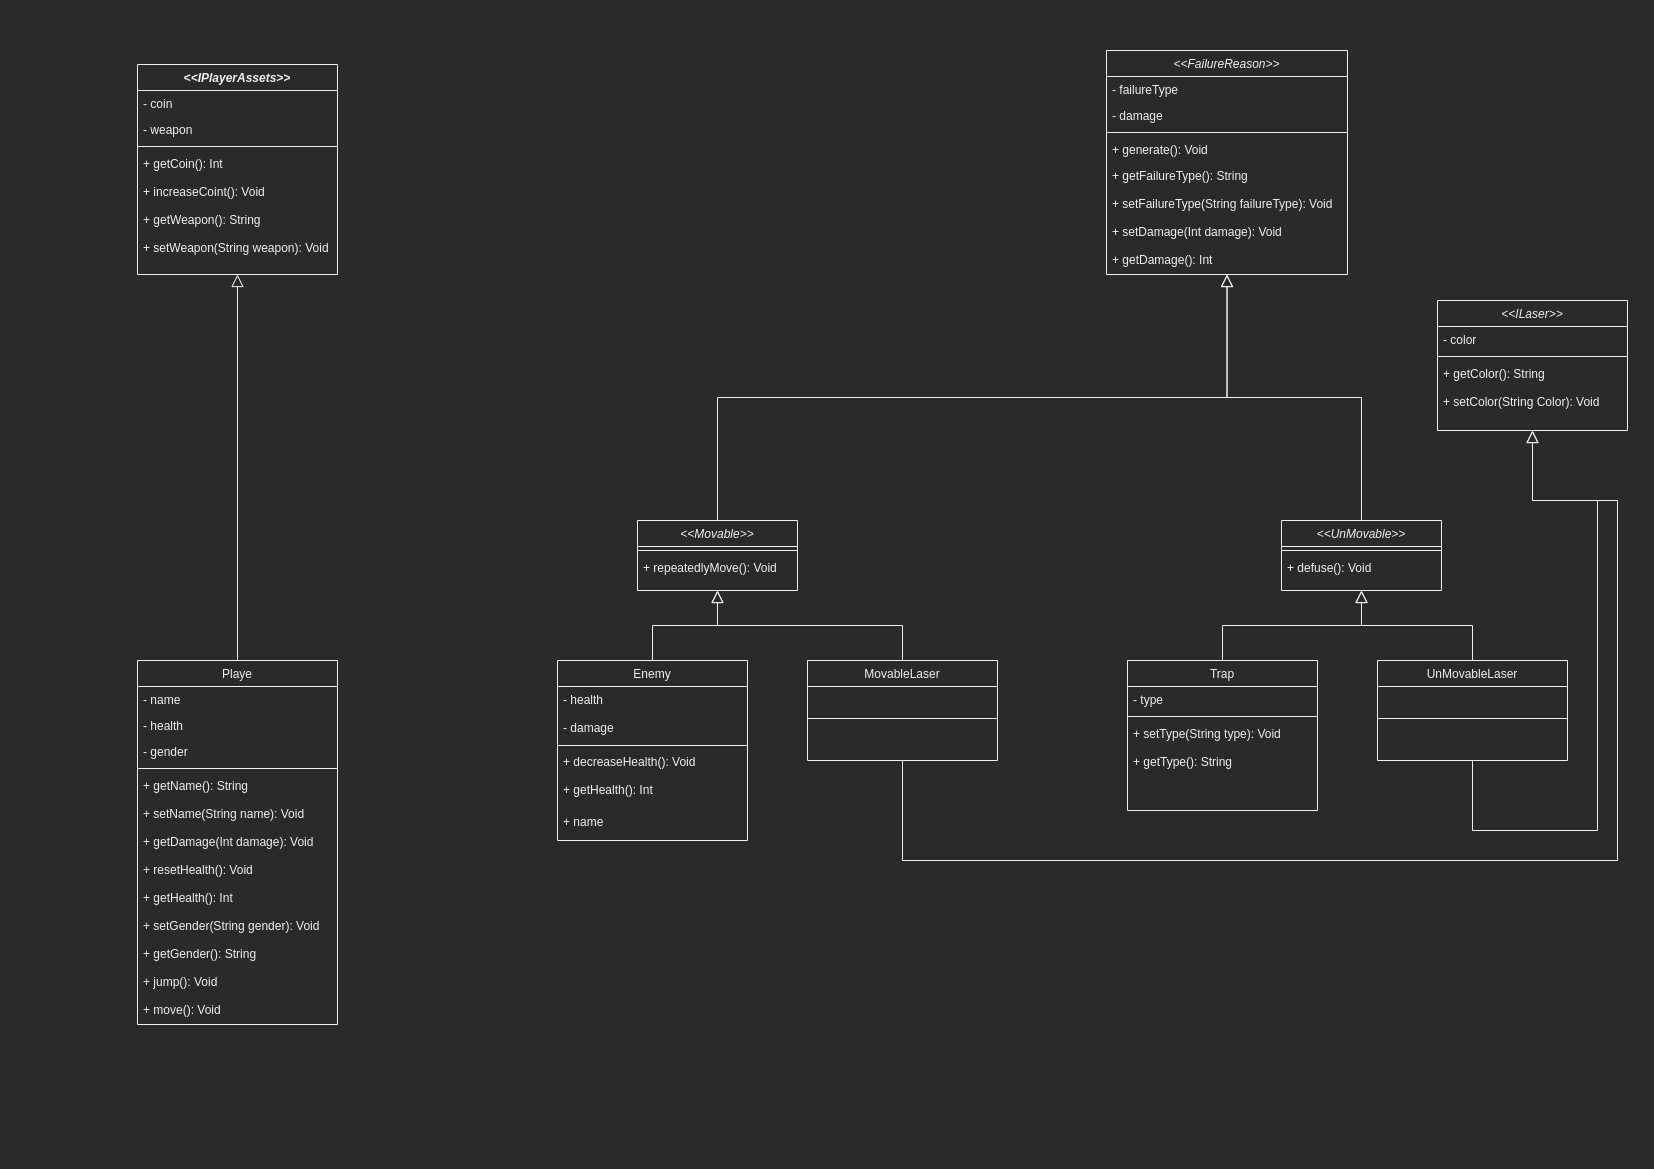 <<IPlayerAssets>>
- coin
- weapon
+ getCoin(): Int
+ increaseCoint(): Void
+ getWeapon(): String
+ setWeapon(String weapon): Void
<<FailureReason>>
- failureType
- damage
+ generate(): Void
+ getFailureType(): String
+ setFailureType(String failureType): Void
+ setDamage(Int damage): Void
+ getDamage(): Int
<<ILaser>>
- color
+ getColor(): String
+ setColor(String Color): Void
<<Movable>>
+ repeatedlyMove(): Void
<<UnMovable>>
+ defuse(): Void
Playe
- name
- health
- gender
+ getName(): String
+ setName(String name): Void
+ getDamage(Int damage): Void
+ resetHealth(): Void
+ getHealth(): Int
+ setGender(String gender): Void
+ getGender(): String
+ jump(): Void
+ move(): Void
Enemy
- health
- damage
+ decreaseHealth(): Void
+ getHealth(): Int
+ name
MovableLaser
Trap
- type
+ setType(String type): Void
+ getType(): String
UnMovableLaser